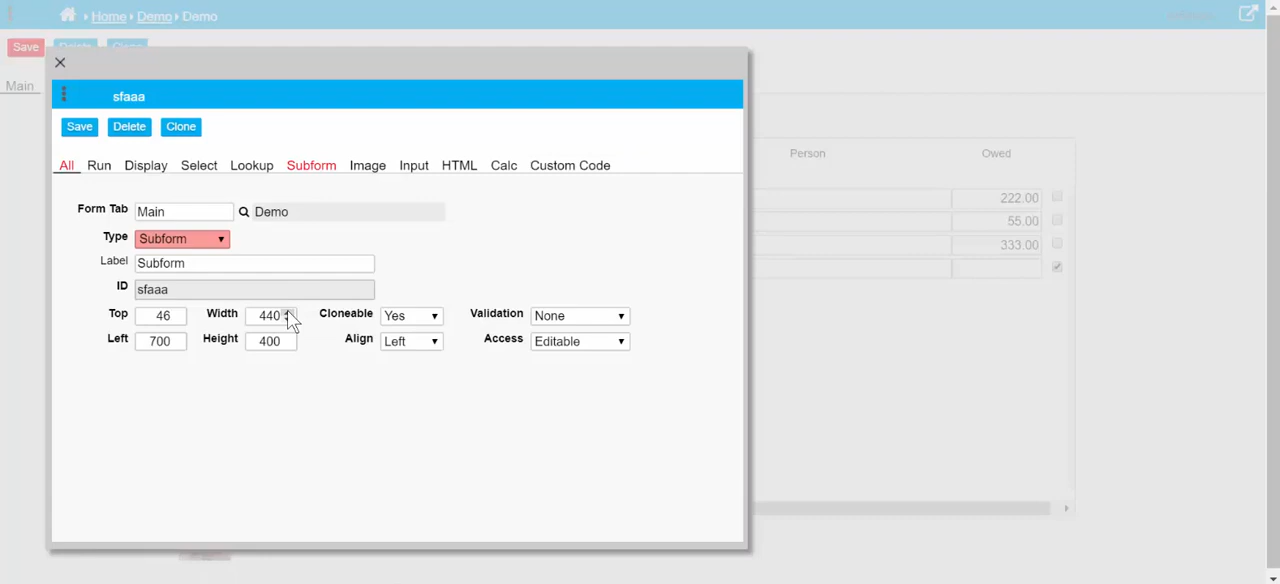 Home Demo Demo
Save Delete Clone
Main
sfaaa
Save Delete Clone
All Run Display Select Lookup Subform Image Input HTML Calc Custom Code
Form Tab Main Demo
Type Subform
Label Subform
ID sfaaa
Top 46 Width 440 Cloneable Yes Validation None
Left 700 Height 400 Align Left Access Editable
Person Owed
222.00
55.00
333.00